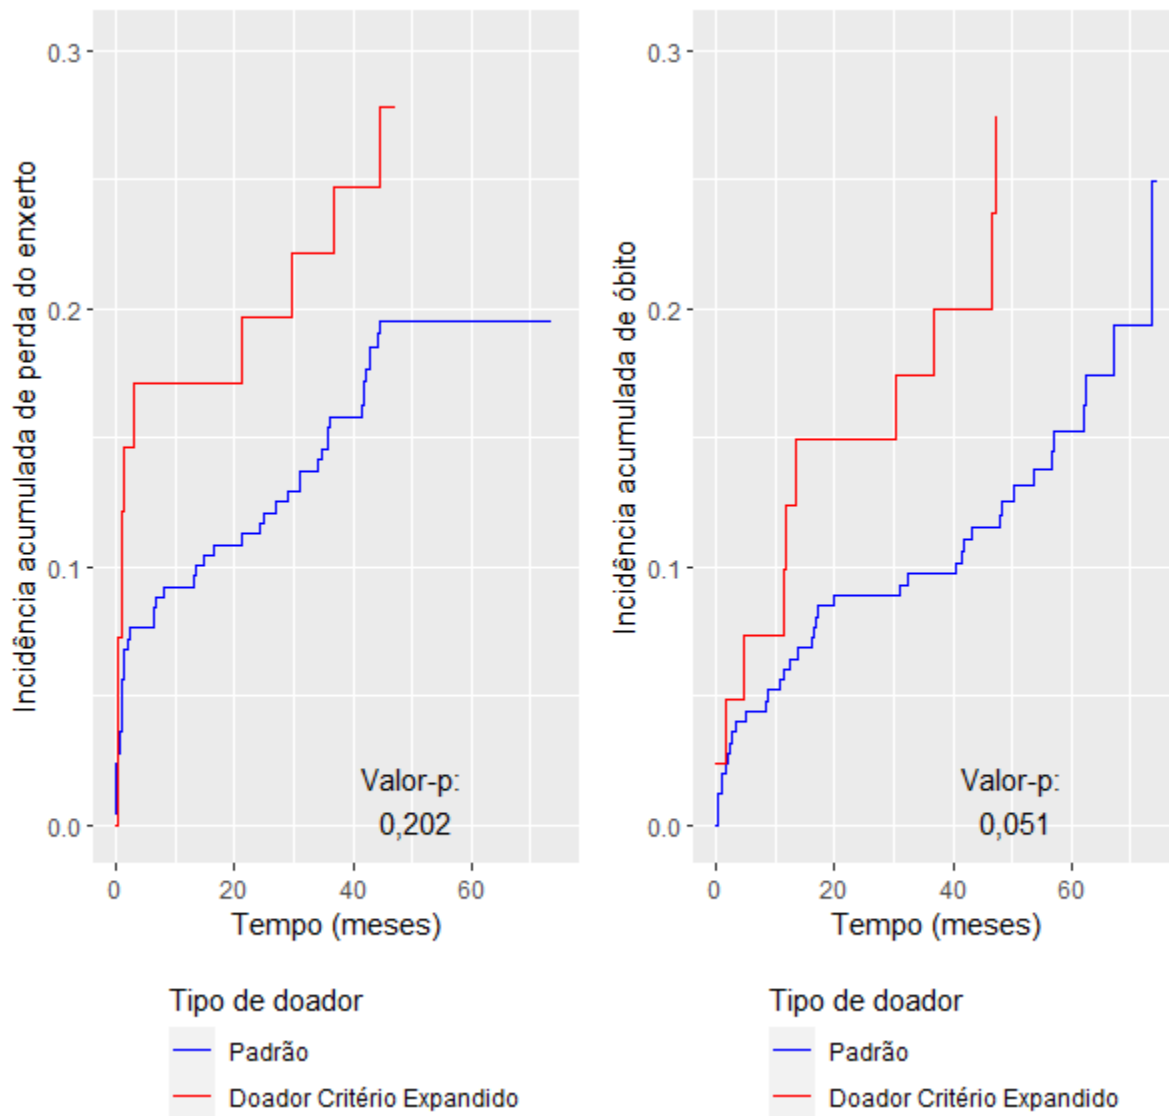 Incidência acumulada de perda do enxerto
0.3
0.2
0.1
0.0
Valor-p:
0,202
0
20
40
60
Tempo (meses)
Tipo de doador
Padrão
Doador Critério Expandido
Incidência acumulada de óbito
0.3
0.2
0.1
0.0
Valor-p:
0,051
0
20
40
60
Tempo (meses)
Tipo de doador
Padrão
Doador Critério Expandido